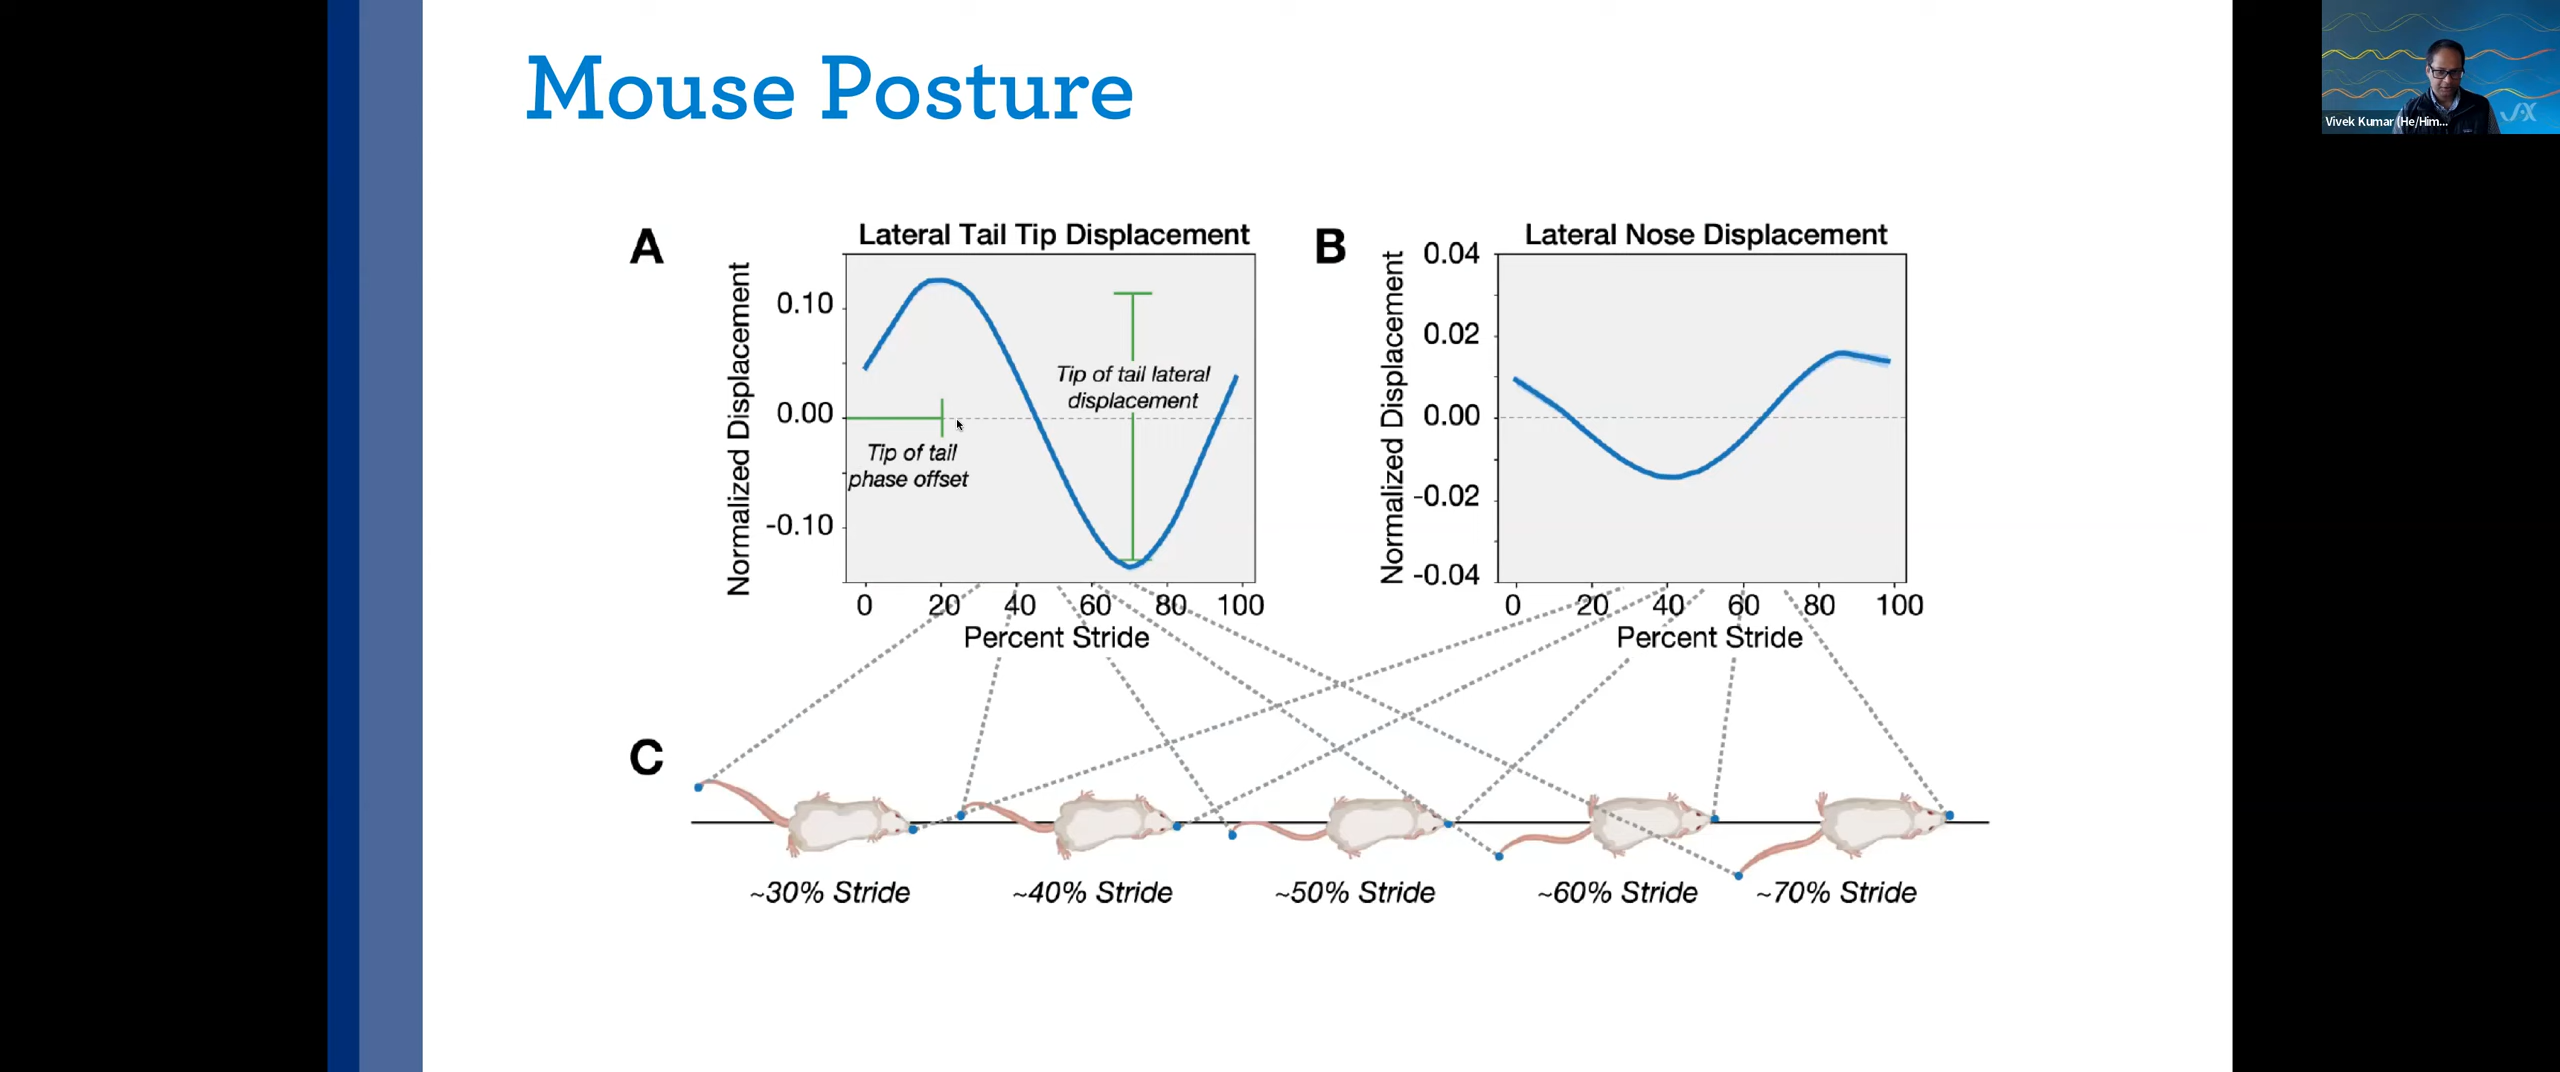 Mouse Posture
Vivek Kumar (He/Him...
JAX
A
Lateral Tail Tip Displacement
Normalized Displacement
0.10
0.00
-0.10
Tip of tail lateral
displacement
Tip of tail
phase offset
0 20 40 60 80 100
Percent Stride
B
Lateral Nose Displacement
Normalized Displacement
0.04
0.02
0.00
-0.02
-0.04
0 20 40 60 80 100
Percent Stride
C
~30% Stride
~40% Stride
~50% Stride
~60% Stride
~70% Stride